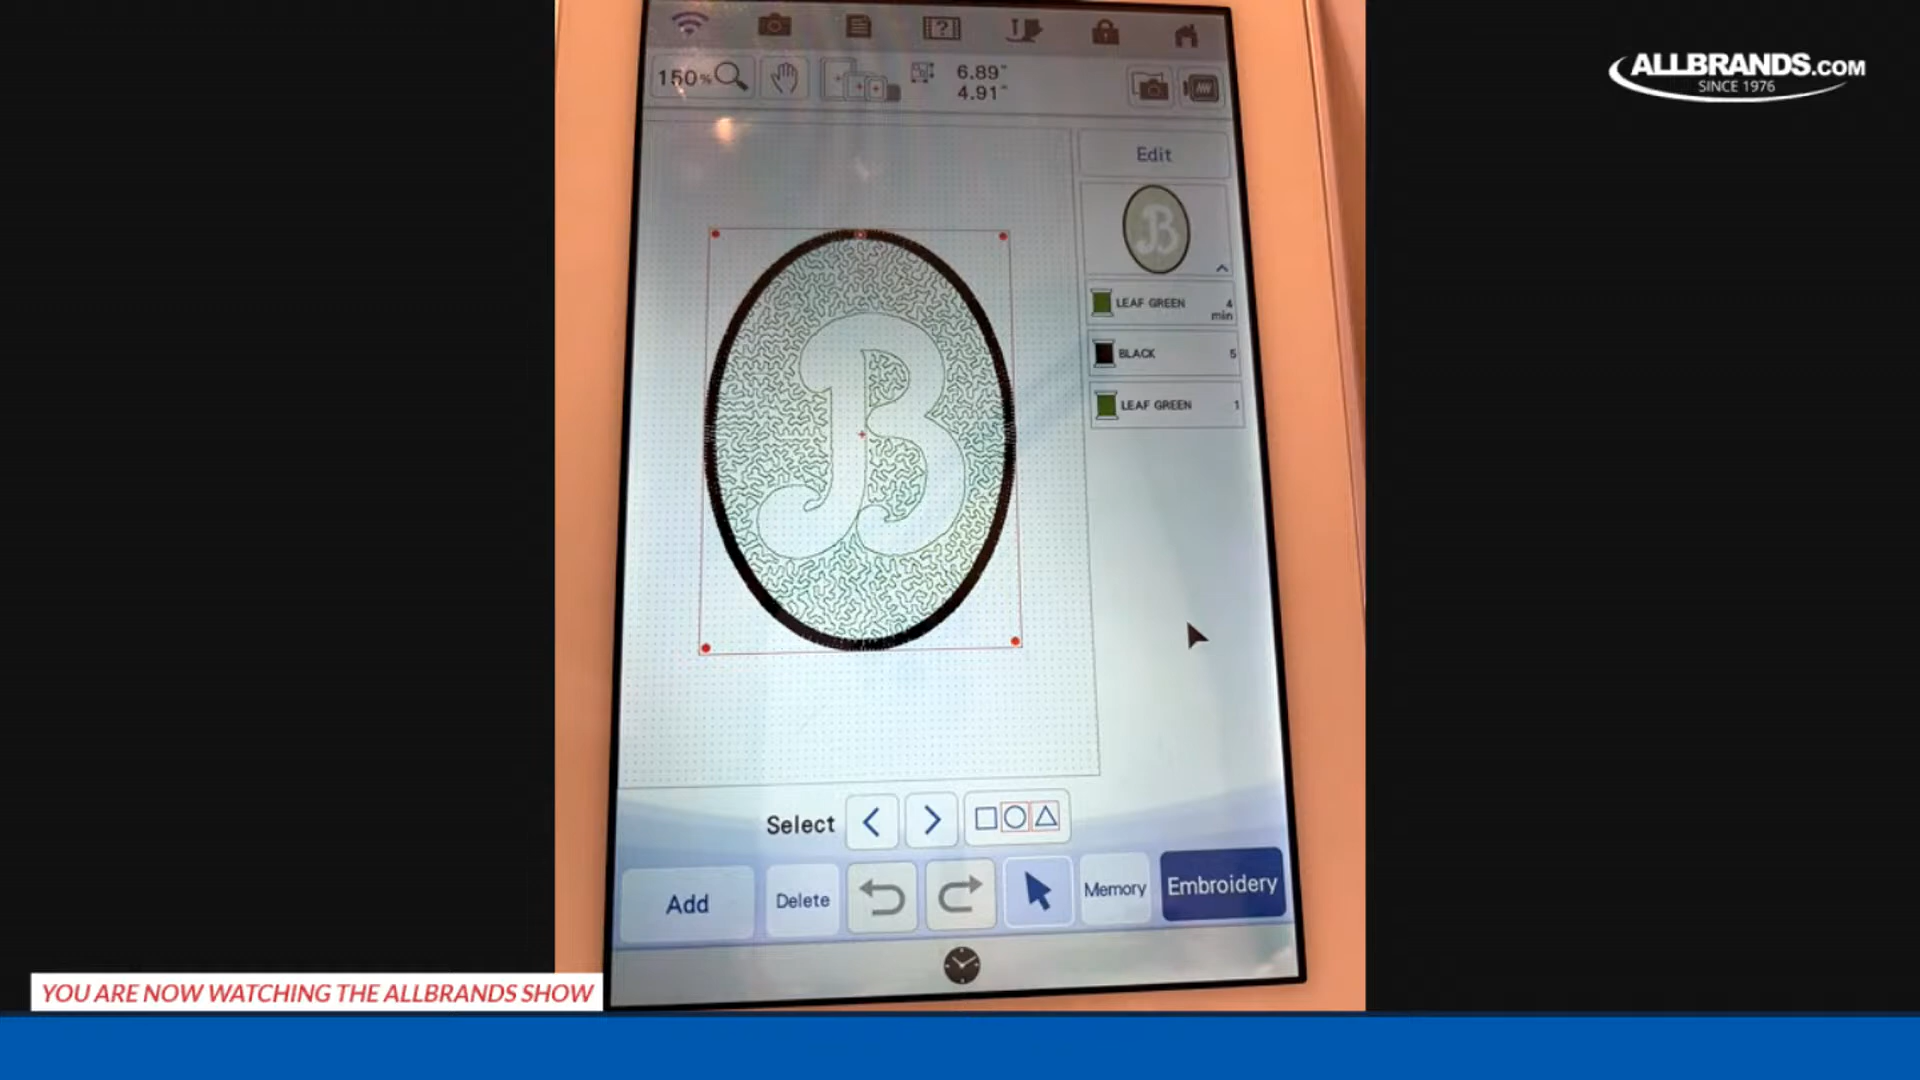 150%
6.89"
4.91"
ALLBRANDS.COM
SINCE 1976
Edit
B
B
LEAF GREEN 4
min
BLACK 5
LEAF GREEN 1
Select
Add
Delete
Memory
Embroidery
YOU ARE NOW WATCHING THE ALLBRANDS SHOW